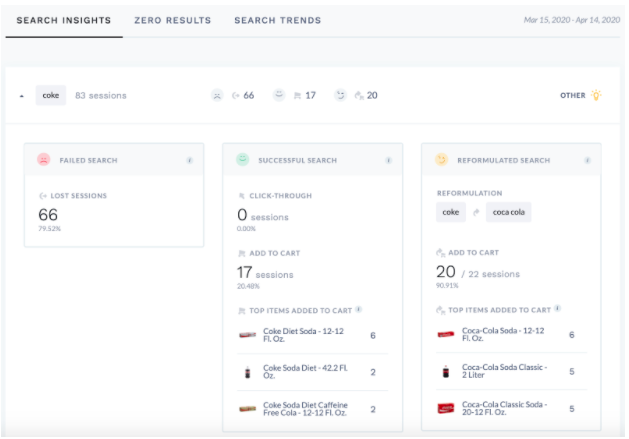 SEARCH INSIGHTS ZERO RESULTS SEARCH TRENDS Mar 15, 2020 - Apr 14, 2020
coke 83 sessions 66 17 20 OTHER
FAILED SEARCH
LOST SESSIONS
66
79.52%
SUCCESSFUL SEARCH
CLICK-THROUGH
0 sessions
0.00%
ADD TO CART
17 sessions
20.48%
TOP ITEMS ADDED TO CART
Coke Diet Soda - 12-12
Fl. Oz. 6
Coke Soda Diet - 42.2 Fl.
Oz. 2
Coke Soda Diet Caffeine
Free Cola - 12-12 Fl. Oz. 2
REFORMULATED SEARCH
REFORMULATION
coke coca cola
ADD TO CART
20 / 22 sessions
90.91%
TOP ITEMS ADDED TO CART
Coca-Cola Soda - 12-12
Fl. Oz. 6
Coca-Cola Soda Classic -
2 Liter 5
Coca-Cola Classic Soda -
20-12 Fl. Oz. 5